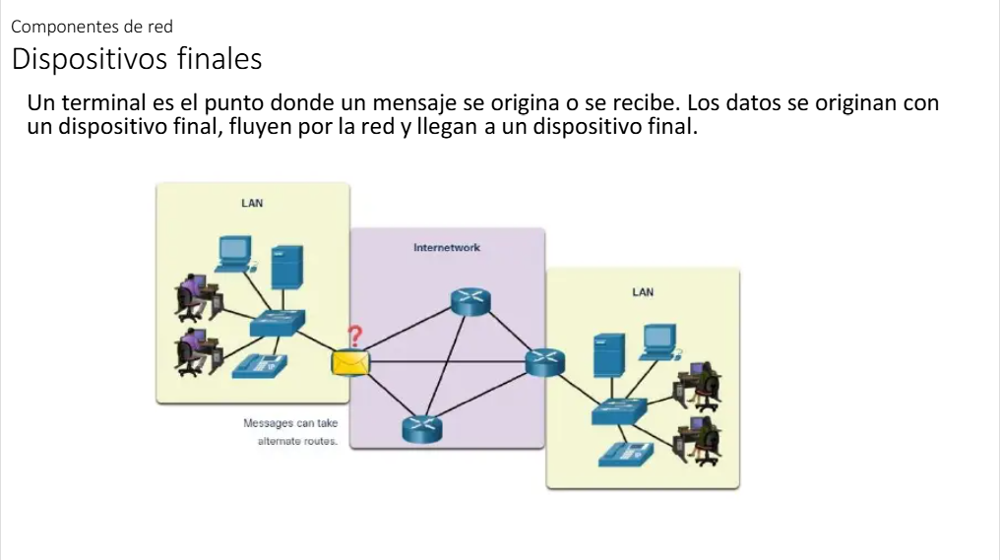 Componentes de red
Dispositivos finales
Un terminal es el punto donde un mensaje se origina o se recibe. Los datos se originan con
un dispositivo final, fluyen por la red y llegan a un dispositivo final.
LAN
Internetwork
LAN
?
Messages can take
alternate routes.